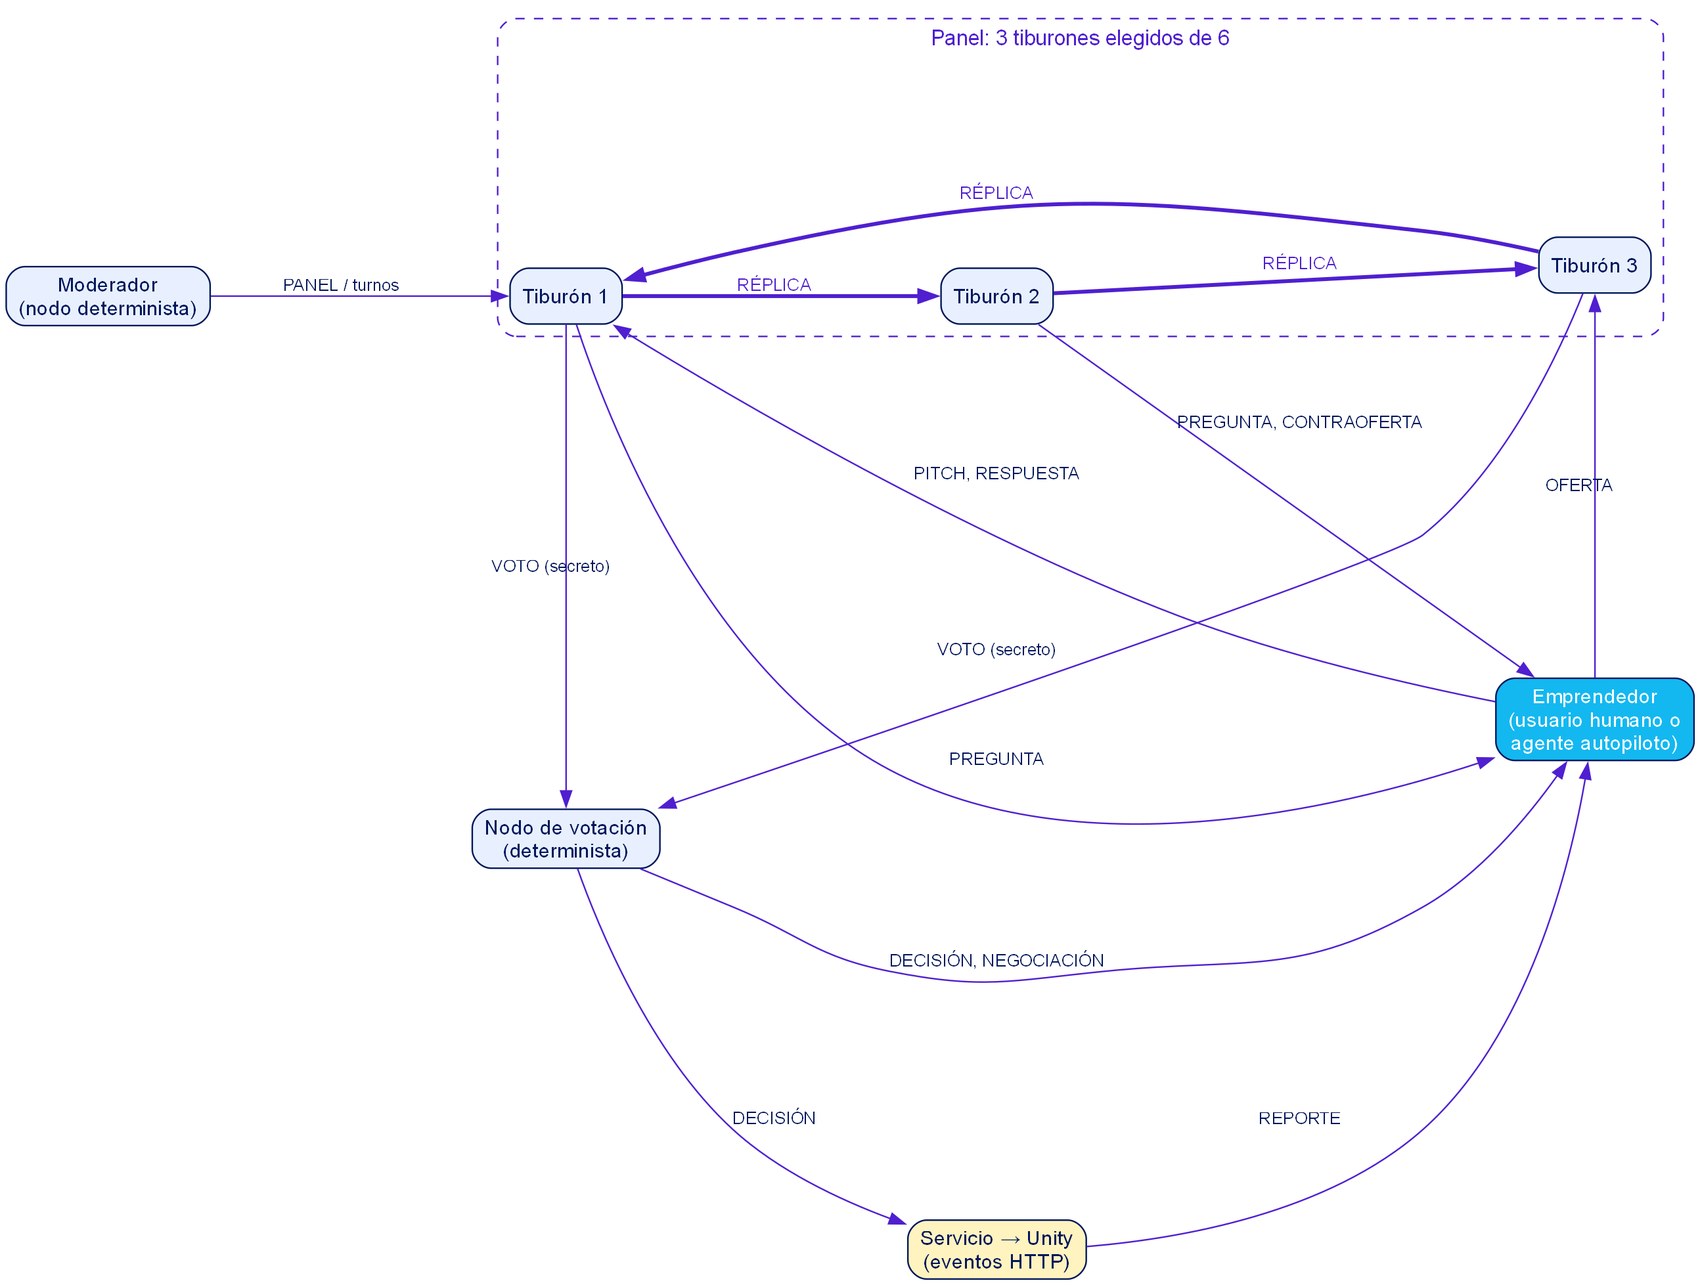 Panel: 3 tiburones elegidos de 6
RÉPLICA
RÉPLICA
RÉPLICA
Moderador
(nodo determinista)
PANEL / turnos
Tiburón 1
Tiburón 2
Tiburón 3
PREGUNTA, CONTRAOFERTA
PITCH, RESPUESTA
OFERTA
VOTO (secreto)
VOTO (secreto)
Emprendedor
(usuario humano o
agente autopiloto)
PREGUNTA
Nodo de votación
(determinista)
DECISIÓN, NEGOCIACIÓN
DECISIÓN
REPORTE
Servicio → Unity
(eventos HTTP)